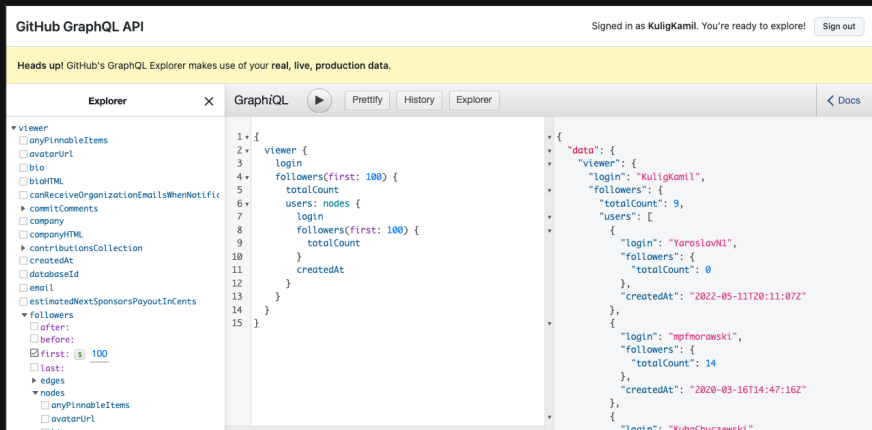 GitHub GraphQL API
Signed in as KuligKamil. You're ready to explore!
Sign out
Heads up! GitHub's GraphQL Explorer makes use of your real, live, production data.
Explorer
viewer
anyPinnableItems
avatarUrl
bio
bioHTML
canReceiveOrganizationEmailsWhenNotific
commitComments
company
companyHTML
contributionsCollection
createdAt
databaseId
email
estimatedNextSponsorsPayoutInCents
followers
after:
before:
first: $ 100
last:
edges
nodes
anyPinnableItems
avatarUrl
GraphiQL
Prettify
History
Explorer
Docs
1 {
2 viewer {
3 login
4 followers(first: 100) {
5 totalCount
6 users: nodes {
7 login
8 followers(first: 100) {
9 totalCount
10 }
11 createdAt
12 }
13 }
14 }
15 }
{
"data": {
"viewer": {
"login": "KuligKamil",
"followers": {
"totalCount": 9,
"users": [
{
"login": "YaroslavN1",
"followers": {
"totalCount": 0
},
"createdAt": "2022-05-11T20:11:07Z"
},
{
"login": "mpfmorawski",
"followers": {
"totalCount": 14
},
"createdAt": "2020-03-16T14:47:16Z"
},
{
"login": "KubaChyczewski"